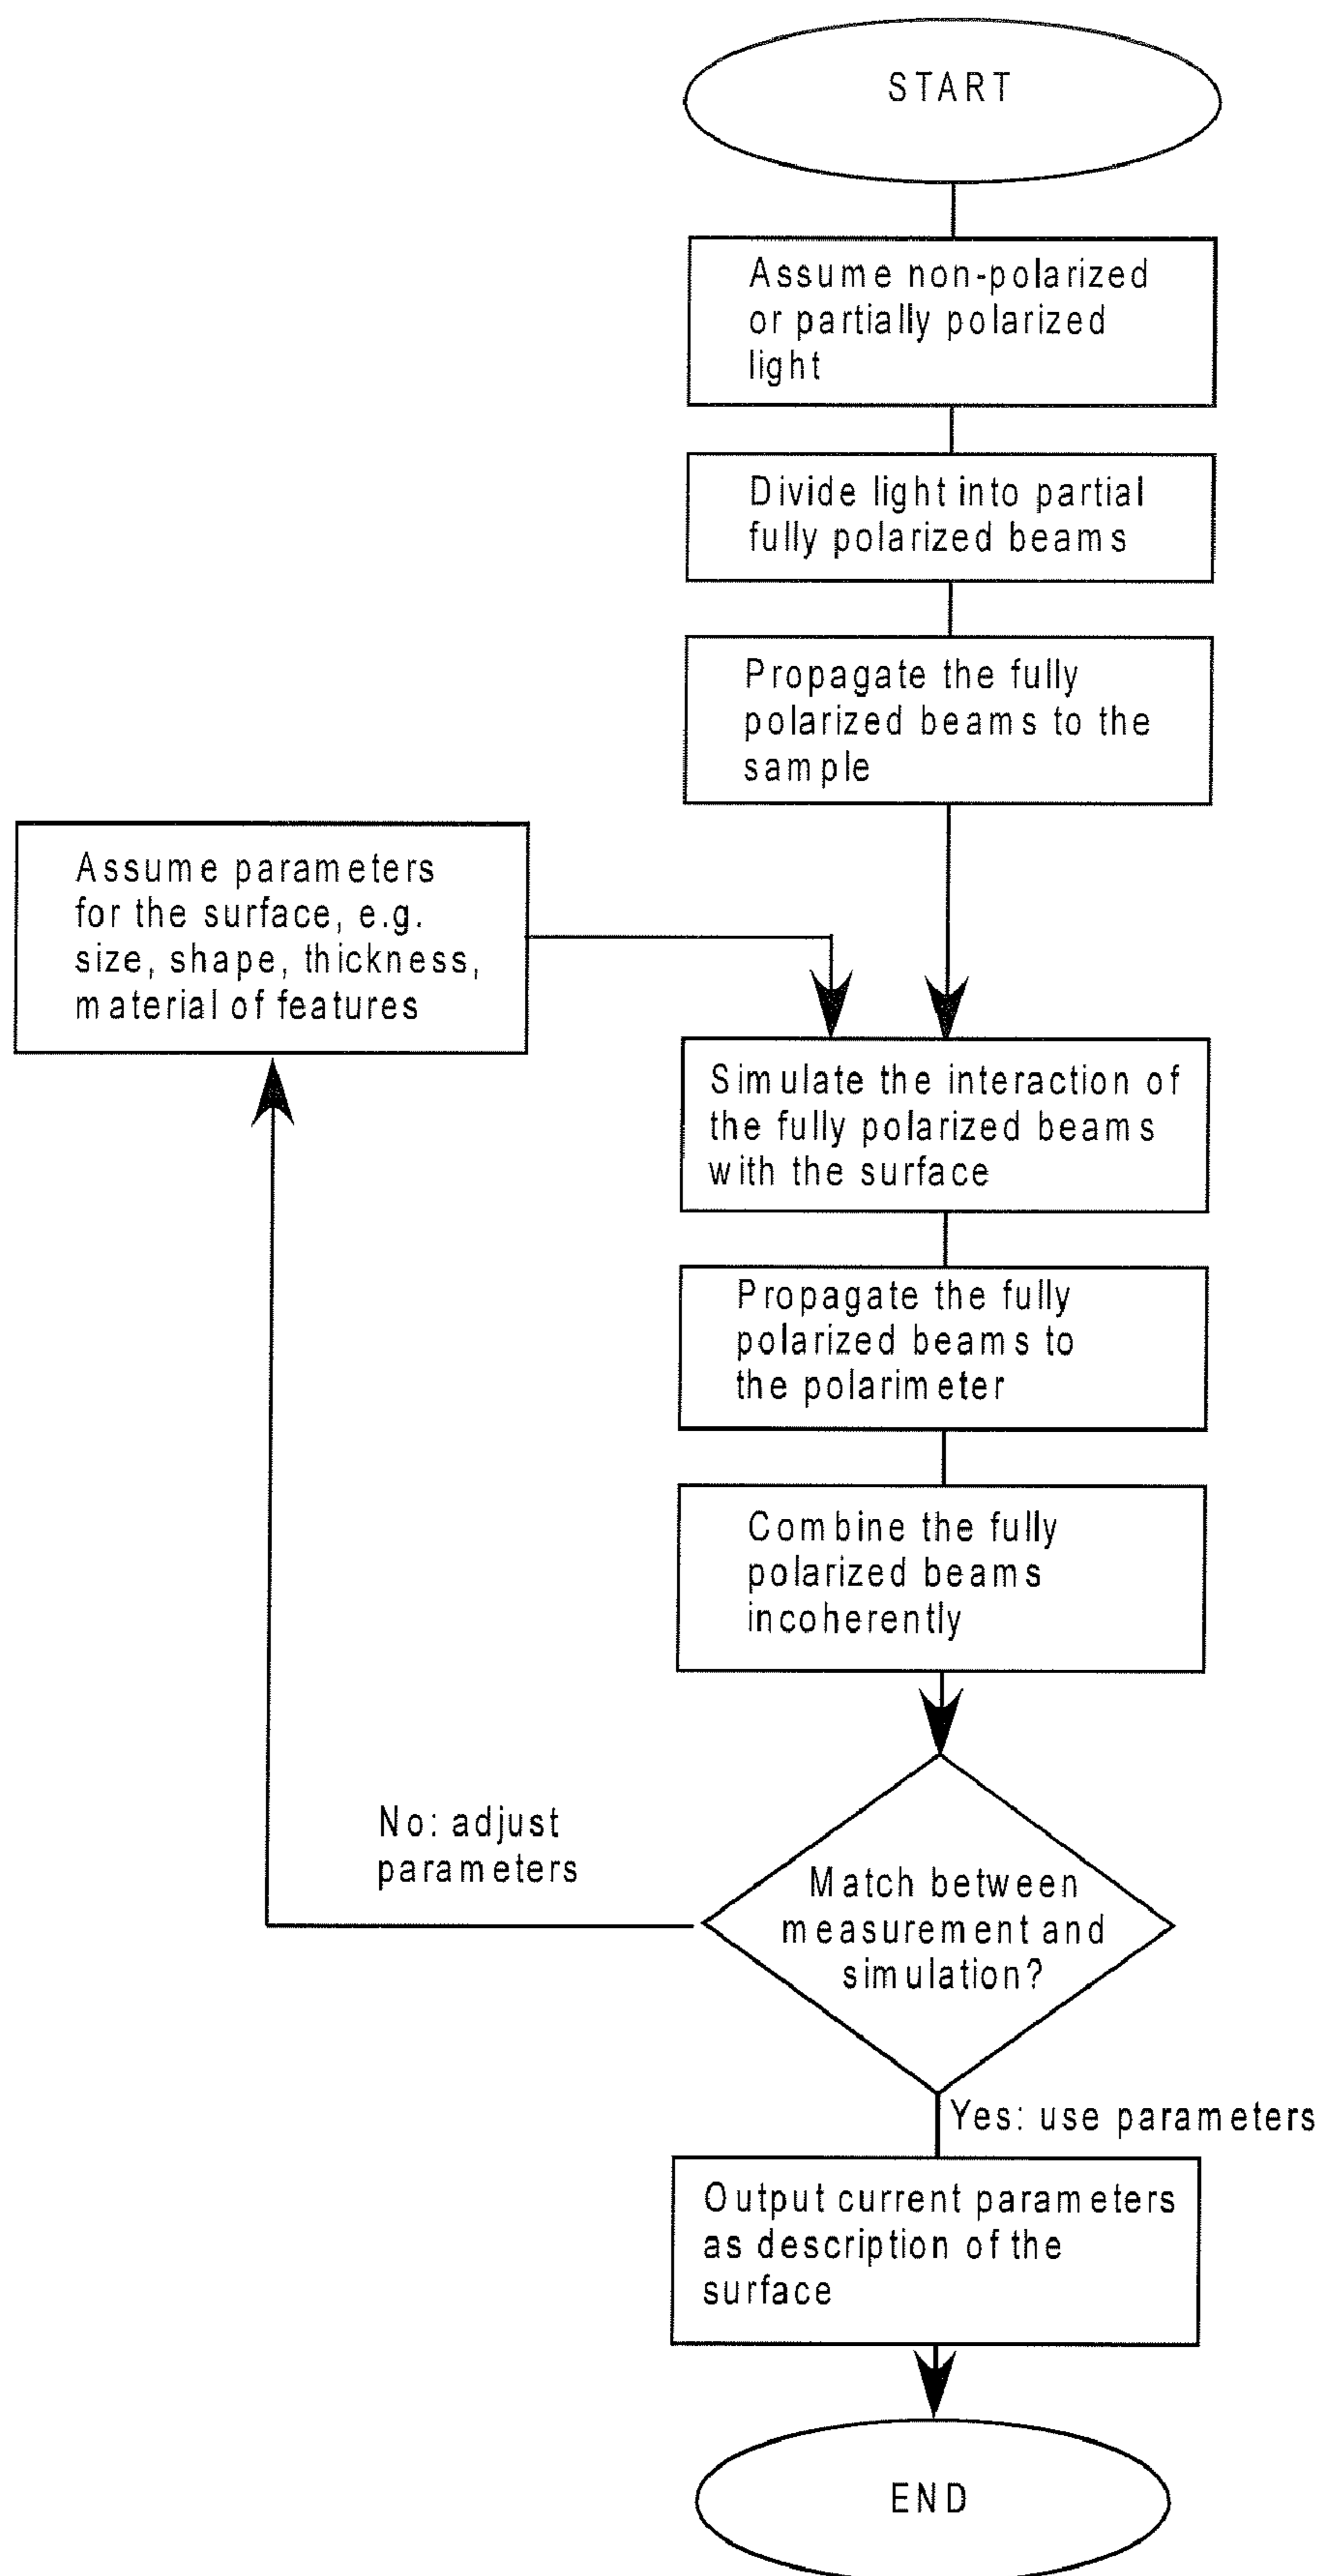 START
Assume non-polarized
or partially polarized
light
Divide light into partial
fully polarized beams
Propagate the fully
polarized beams to the
sample
Assume parameters
for the surface, e.g.
size, shape, thickness,
material of features
Simulate the interaction of
the fully polarized beams
with the surface
Propagate the fully
polarized beams to
the polarimeter
Combine the fully
polarized beams
incoherently
No: adjust
parameters
Match between
measurement and
simulation?
Yes: use parameters
Output current parameters
as description of the
surface
END